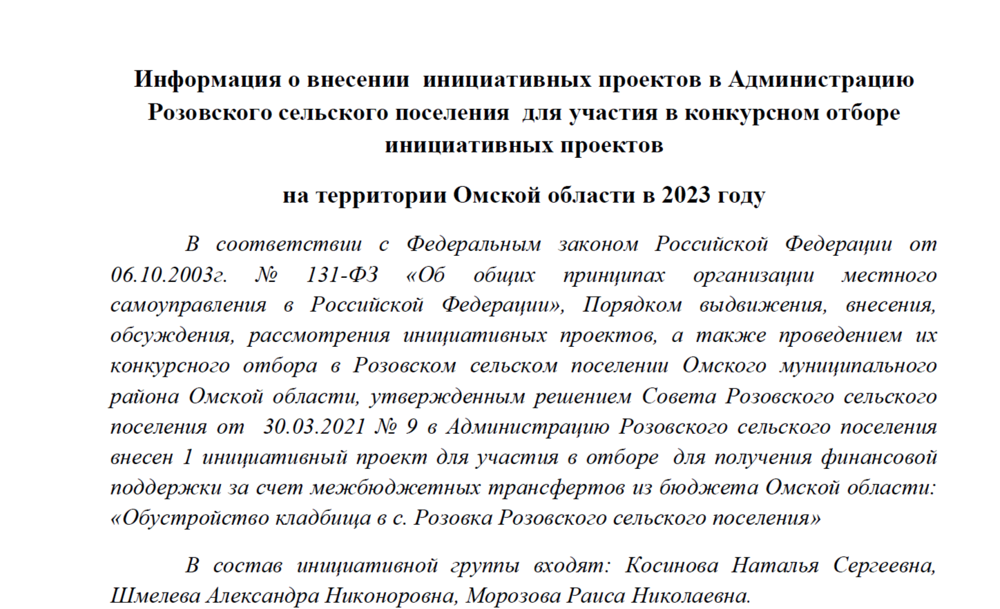 Информация о внесении  инициативных проектов в Администрацию
Розовского сельского поселения  для участия в конкурсном отборе
инициативных проектов
на территории Омской области в 2023 году
В соответствии с Федеральным законом Российской Федерации от
06.10.2003г. № 131-ФЗ «Об общих принципах организации местного
самоуправления в Российской Федерации», Порядком выдвижения, внесения,
обсуждения, рассмотрения инициативных проектов, а также проведением их
конкурсного отбора в Розовском сельском поселении Омского муниципального
района Омской области, утвержденным решением Совета Розовского сельского
поселения от  30.03.2021 № 9 в Администрацию Розовского сельского поселения
внесен 1 инициативный проект для участия в отборе  для получения финансовой
поддержки за счет межбюджетных трансфертов из бюджета Омской области:
«Обустройство кладбища в с. Розовка Розовского сельского поселения»
В состав инициативной группы входят: Косинова Наталья Сергеевна,
Шмелева Александра Никоноровна, Морозова Раиса Николаевна.